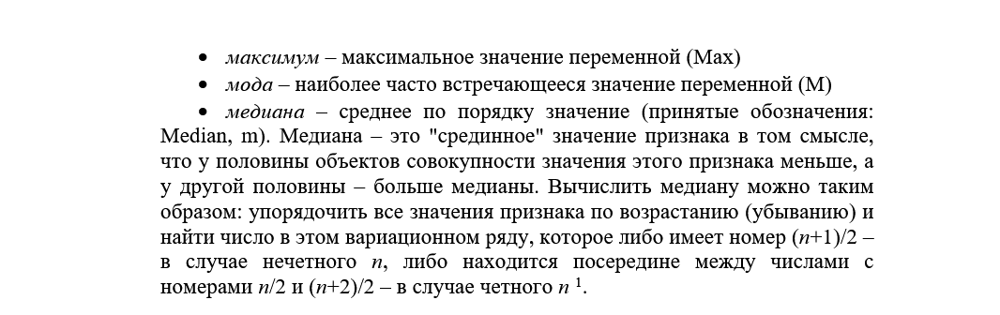 • максимум – максимальное значение переменной (Max)
• мода – наиболее часто встречающееся значение переменной (M)
• медиана – среднее по порядку значение (принятые обозначения:
Median, m). Медиана – это "срединное" значение признака в том смысле,
что у половины объектов совокупности значения этого признака меньше, а
у другой половины – больше медианы. Вычислить медиану можно таким
образом: упорядочить все значения признака по возрастанию (убыванию) и
найти число в этом вариационном ряду, которое либо имеет номер (n+1)/2 –
в случае нечетного n, либо находится посередине между числами с
номерами n/2 и (n+2)/2 – в случае четного n ¹.